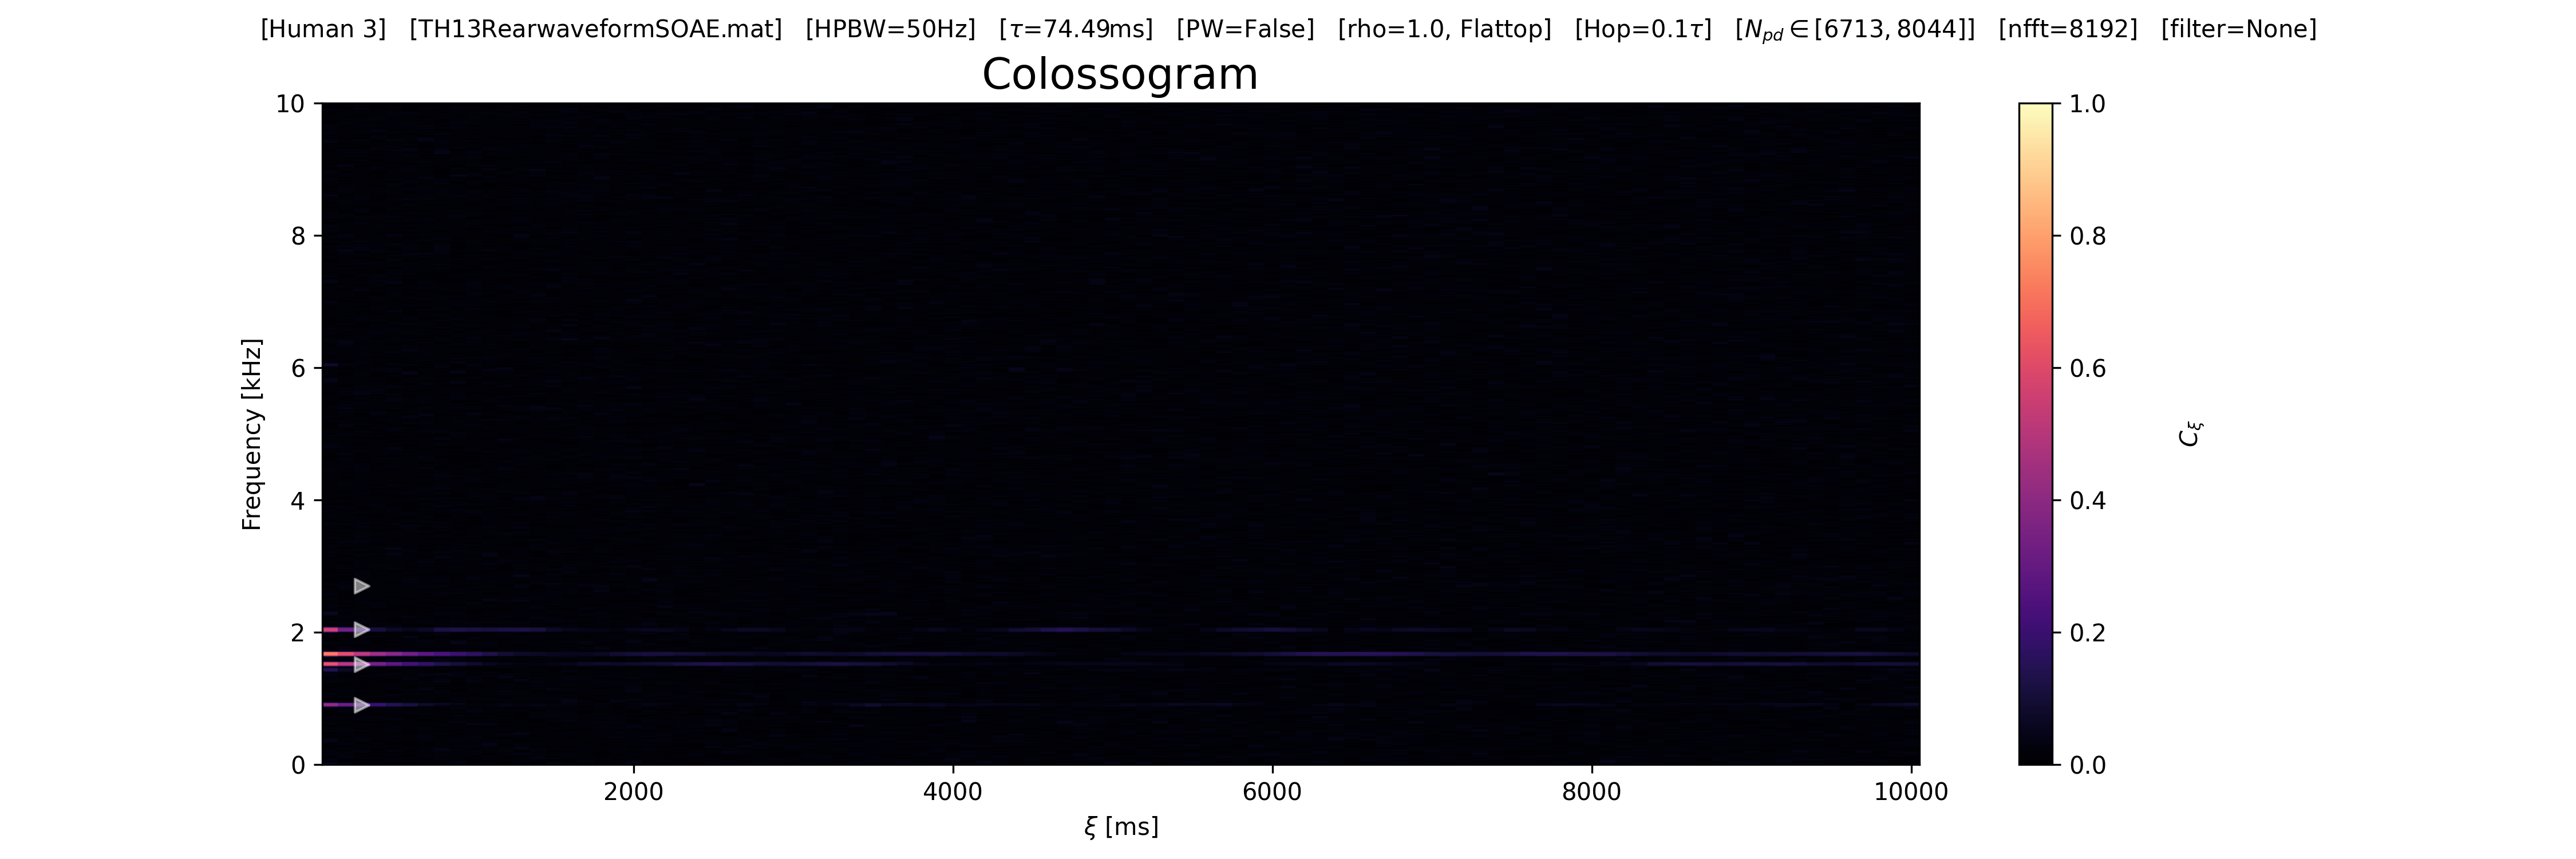 [Human 3] [TH13RearwaveformSOAE.mat] [HPBW=50Hz] [τ=74.49ms] [PW=False] [rho=1.0, Flattop] [Hop=0.1τ] [N_pd ∈ [6713, 8044]] [nfft=8192] [filter=None]
Colossogram
10
8
6
4
2
0
Frequency [kHz]
2000 4000 6000 8000 10000
ξ [ms]
1.0
0.8
0.6
0.4
0.2
0.0
C_ξ